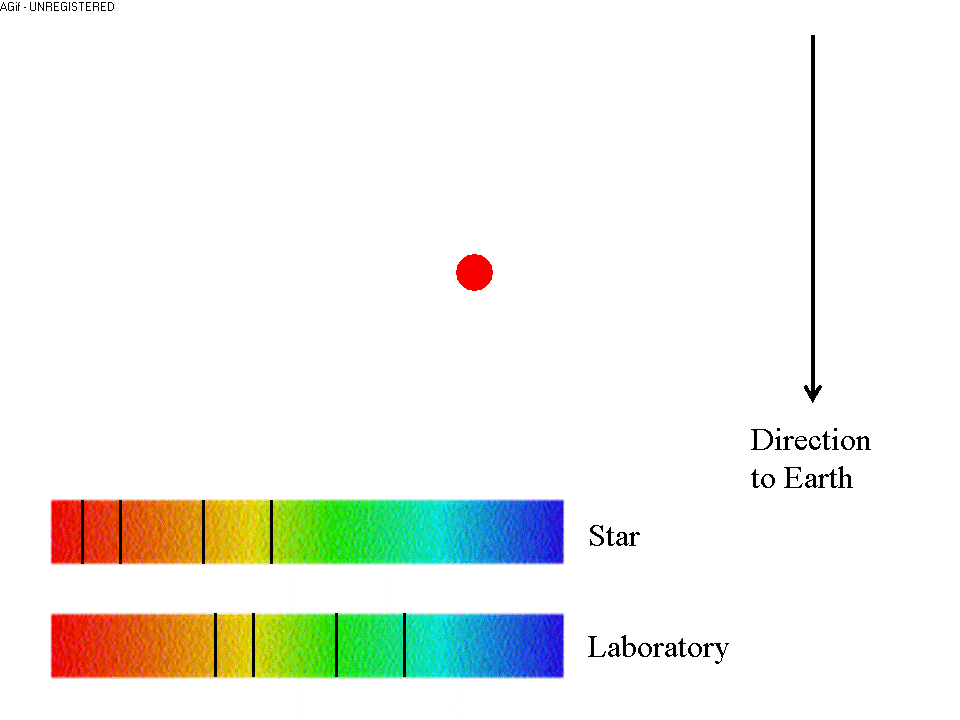 AGif - UNREGISTERED
Direction
to Earth
Star
Laboratory